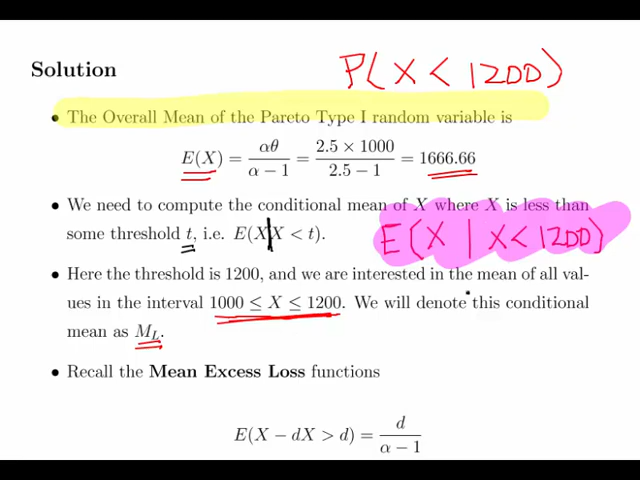 P(X < 1200)
Solution
• The Overall Mean of the Pareto Type I random variable is
E(X) = αθ / α − 1 = 2.5 × 1000 / 2.5 − 1 = 1666.66
• We need to compute the conditional mean of X where X is less than
some threshold t, i.e. E(X|X < t).
E(X | X < 1200)
• Here the threshold is 1200, and we are interested in the mean of all val-
ues in the interval 1000 ≤ X ≤ 1200. We will denote this conditional
mean as M_L.
• Recall the Mean Excess Loss functions
E(X − dX > d) = d / α − 1